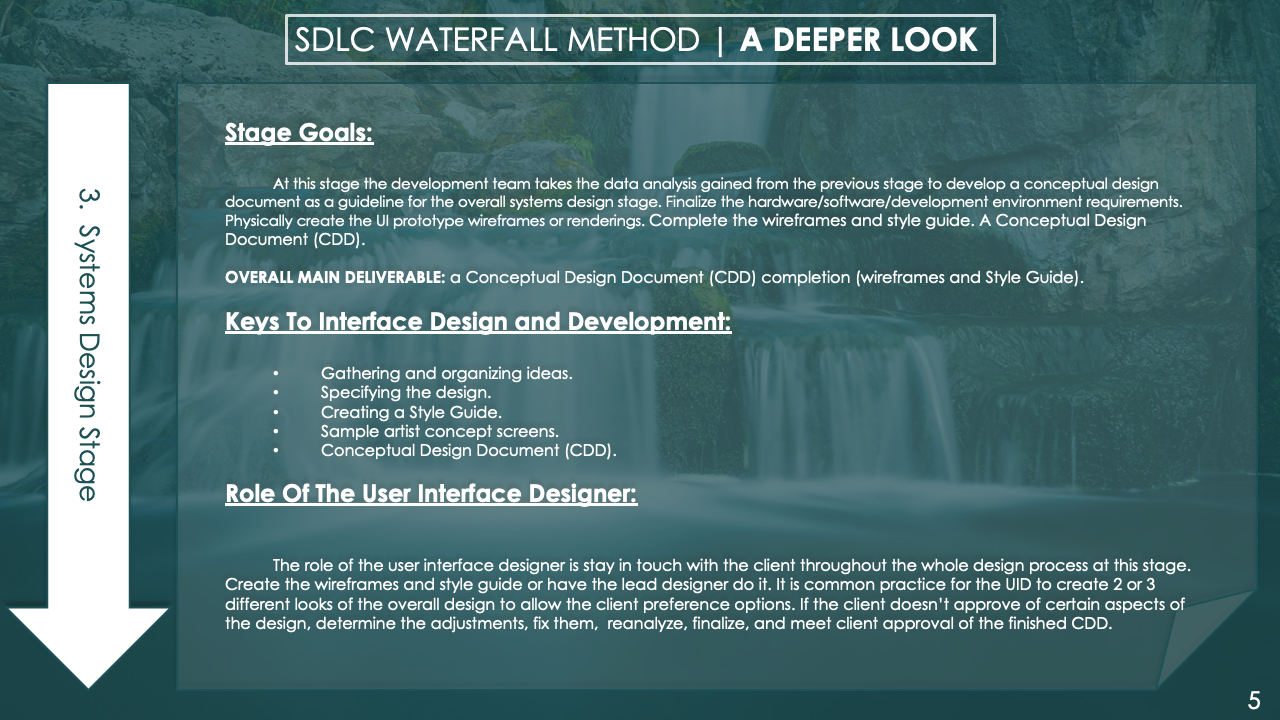 SDLC WATERFALL METHOD | A DEEPER LOOK
3. Systems Design Stage
Stage Goals:
At this stage the development team takes the data analysis gained from the previous stage to develop a conceptual design
document as a guideline for the overall systems design stage. Finalize the hardware/software/development environment requirements.
Physically create the UI prototype wireframes or renderings. Complete the wireframes and style guide. A Conceptual Design
Document (CDD).
OVERALL MAIN DELIVERABLE: a Conceptual Design Document (CDD) completion (wireframes and Style Guide).
Keys To Interface Design and Development:
• Gathering and organizing ideas.
• Specifying the design.
• Creating a Style Guide.
• Sample artist concept screens.
• Conceptual Design Document (CDD).
Role Of The User Interface Designer:
The role of the user interface designer is stay in touch with the client throughout the whole design process at this stage.
Create the wireframes and style guide or have the lead designer do it. It is common practice for the UID to create 2 or 3
different looks of the overall design to allow the client preference options. If the client doesn't approve of certain aspects of
the design, determine the adjustments, fix them, reanalyze, finalize, and meet client approval of the finished CDD.
5